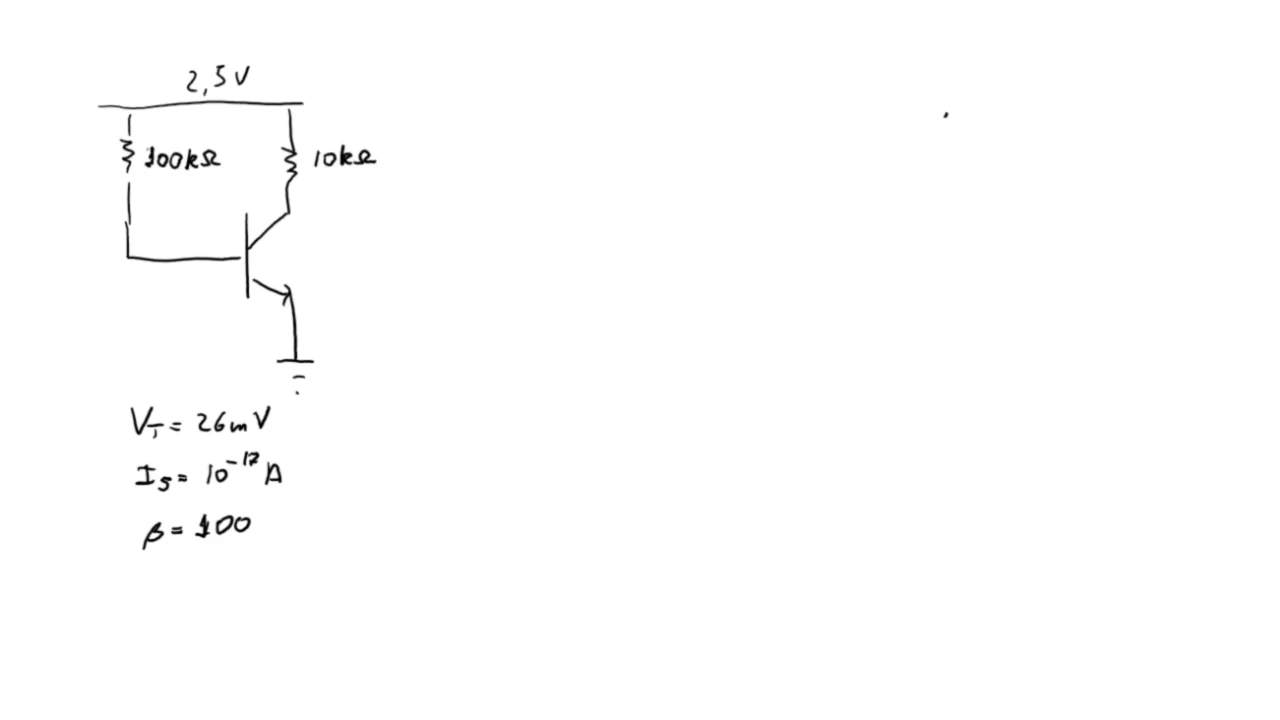 2,5V
100kΩ
10kΩ
V_T = 26mV
I_S = 10^-17 A
β = 100